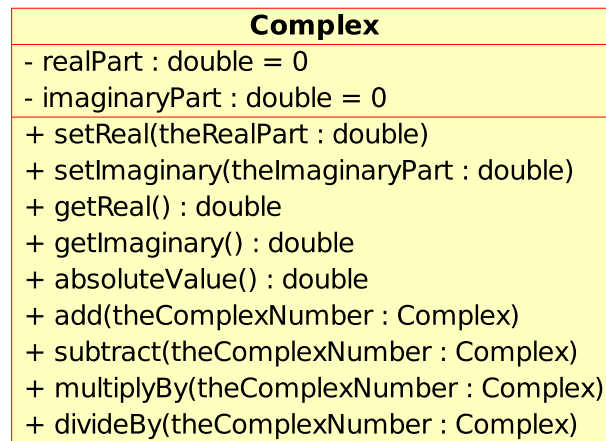 Complex
- realPart : double = 0
- imaginaryPart : double = 0
+ setReal(theRealPart : double)
+ setImaginary(theImaginaryPart : double)
+ getReal() : double
+ getImaginary() : double
+ absoluteValue() : double
+ add(theComplexNumber : Complex)
+ subtract(theComplexNumber : Complex)
+ multiplyBy(theComplexNumber : Complex)
+ divideBy(theComplexNumber : Complex)